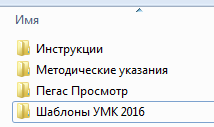 Имя
Инструкции
Методические указания
Пегас Просмотр
Шаблоны УМК 2016